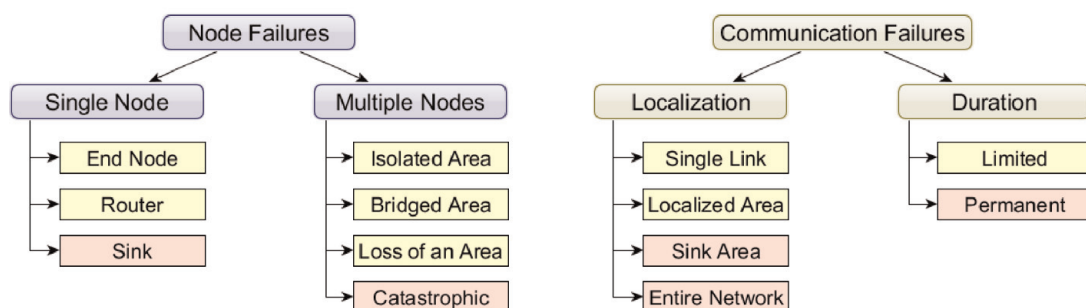 Node Failures
Single Node
End Node
Router
Sink
Multiple Nodes
Isolated Area
Bridged Area
Loss of an Area
Catastrophic
Communication Failures
Localization
Single Link
Localized Area
Sink Area
Entire Network
Duration
Limited
Permanent